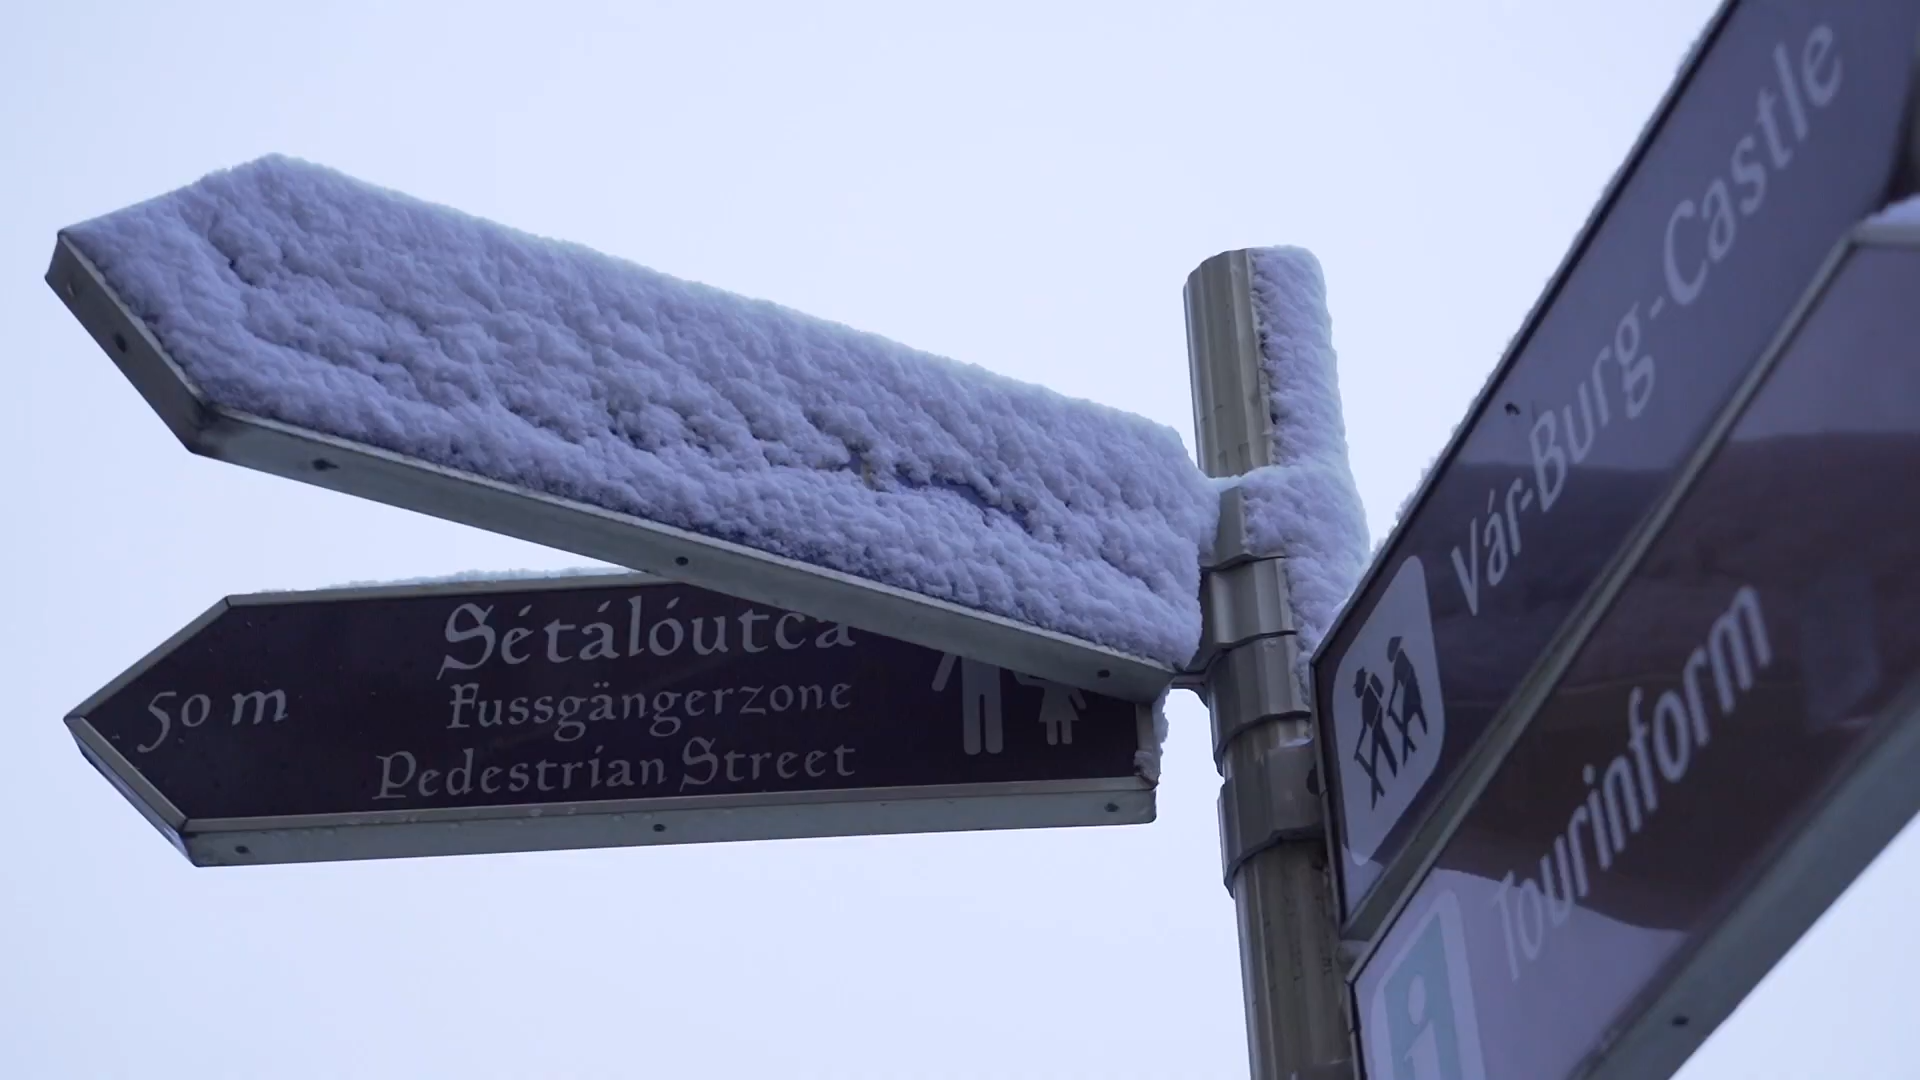 Sétálóutca
50 m
Fussgängerzone
Pedestrian Street
Vár-Burg-Castle
Tourinform
i